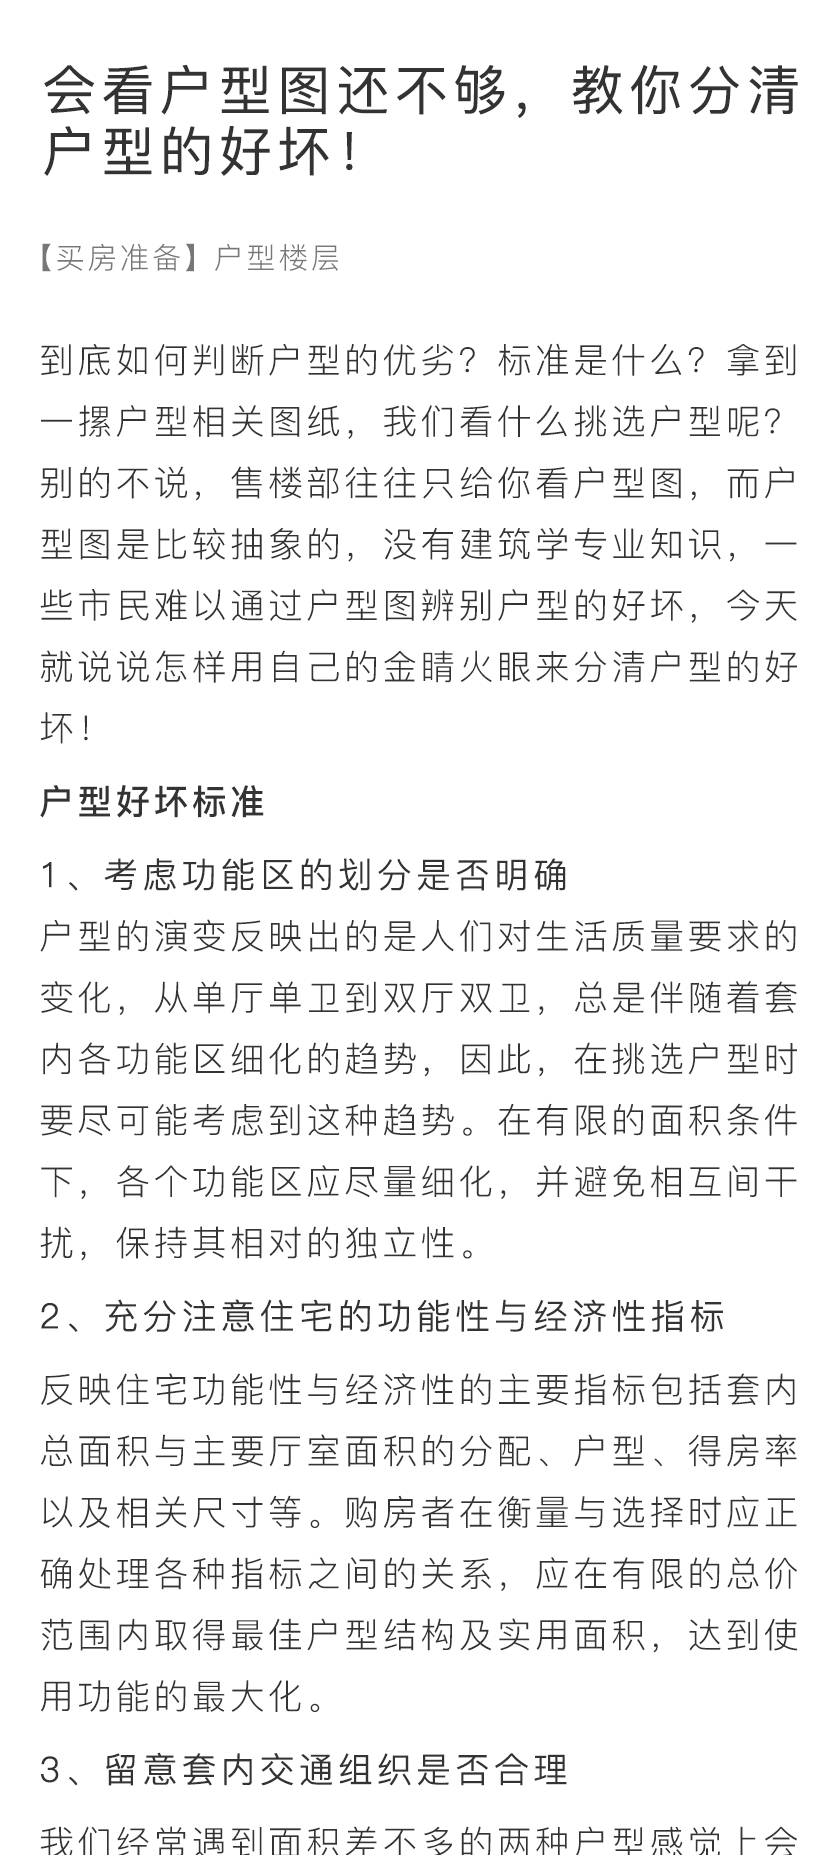 会看户型图还不够，教你分清
户型的好坏！
【买房准备】户型楼层
到底如何判断户型的优劣？标准是什么？拿到
一摞户型相关图纸，我们看什么挑选户型呢？
别的不说，售楼部往往只给你看户型图，而户
型图是比较抽象的，没有建筑学专业知识，一
些市民难以通过户型图辨别户型的好坏，今天
就说说怎样用自己的金睛火眼来分清户型的好
坏！
户型好坏标准
1、考虑功能区的划分是否明确
户型的演变反映出的是人们对生活质量要求的
变化，从单厅单卫到双厅双卫，总是伴随着套
内各功能区细化的趋势，因此，在挑选户型时
要尽可能考虑到这种趋势。在有限的面积条件
下，各个功能区应尽量细化，并避免相互间干
扰，保持其相对的独立性。
2、充分注意住宅的功能性与经济性指标
反映住宅功能性与经济性的主要指标包括套内
总面积与主要厅室面积的分配、户型、得房率
以及相关尺寸等。购房者在衡量与选择时应正
确处理各种指标之间的关系，应在有限的总价
范围内取得最佳户型结构及实用面积，达到使
用功能的最大化。
3、留意套内交通组织是否合理
我们经常遇到面积差不多的两种户型感觉上会